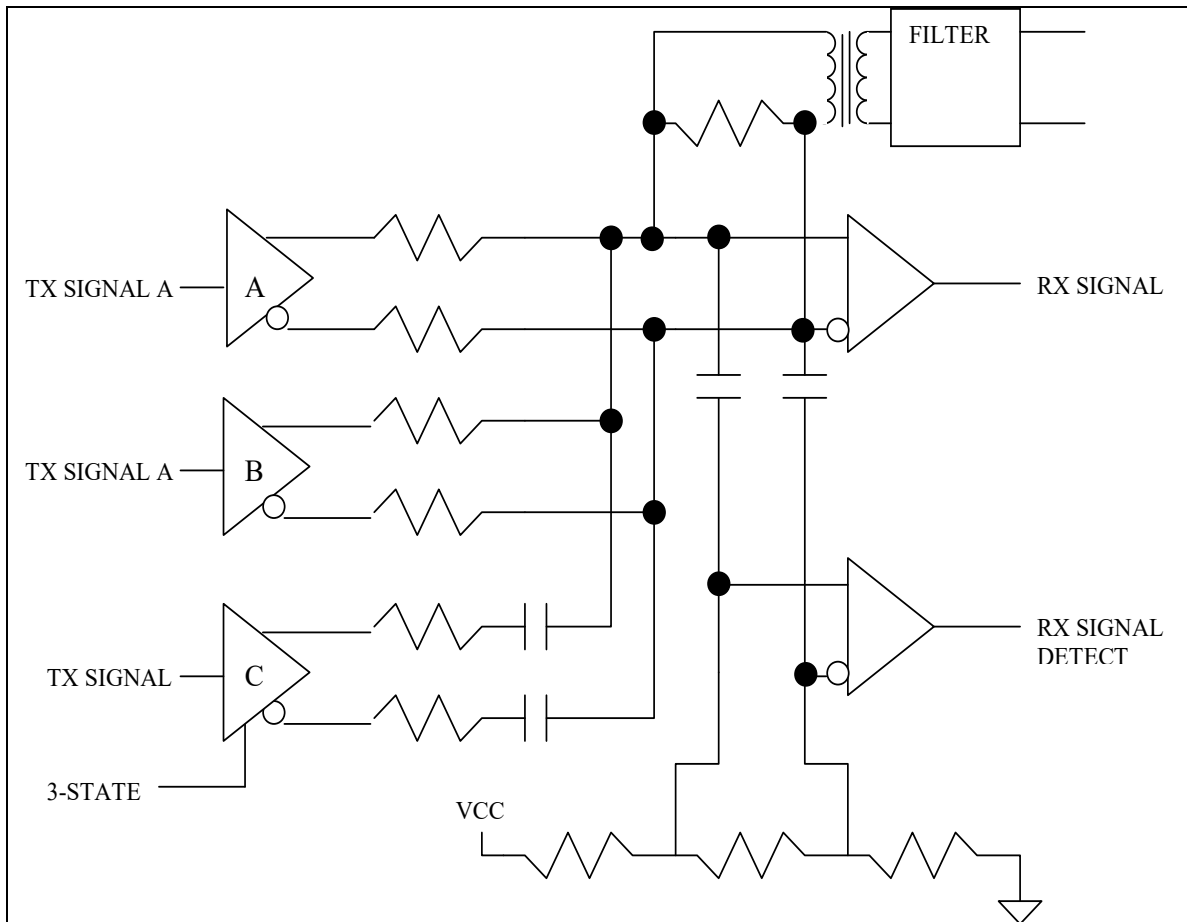 FILTER
TX SIGNAL A
A
RX SIGNAL
TX SIGNAL A
B
TX SIGNAL
C
RX SIGNAL
DETECT
3-STATE
VCC